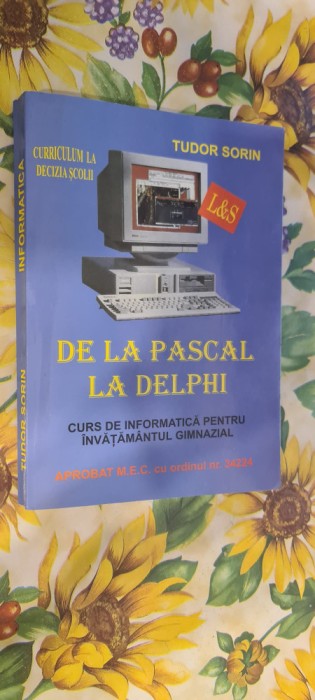 TUDOR SORIN
CURRICULUM LA
DECIZIA ȘCOLII
L&S
DE LA PASCAL
LA DELPHI
CURS DE INFORMATICĂ PENTRU
ÎNVĂȚĂMÂNTUL GIMNAZIAL
APROBAT M.E.C. cu ordinul nr.
INFORMATICA
TUDOR SORIN